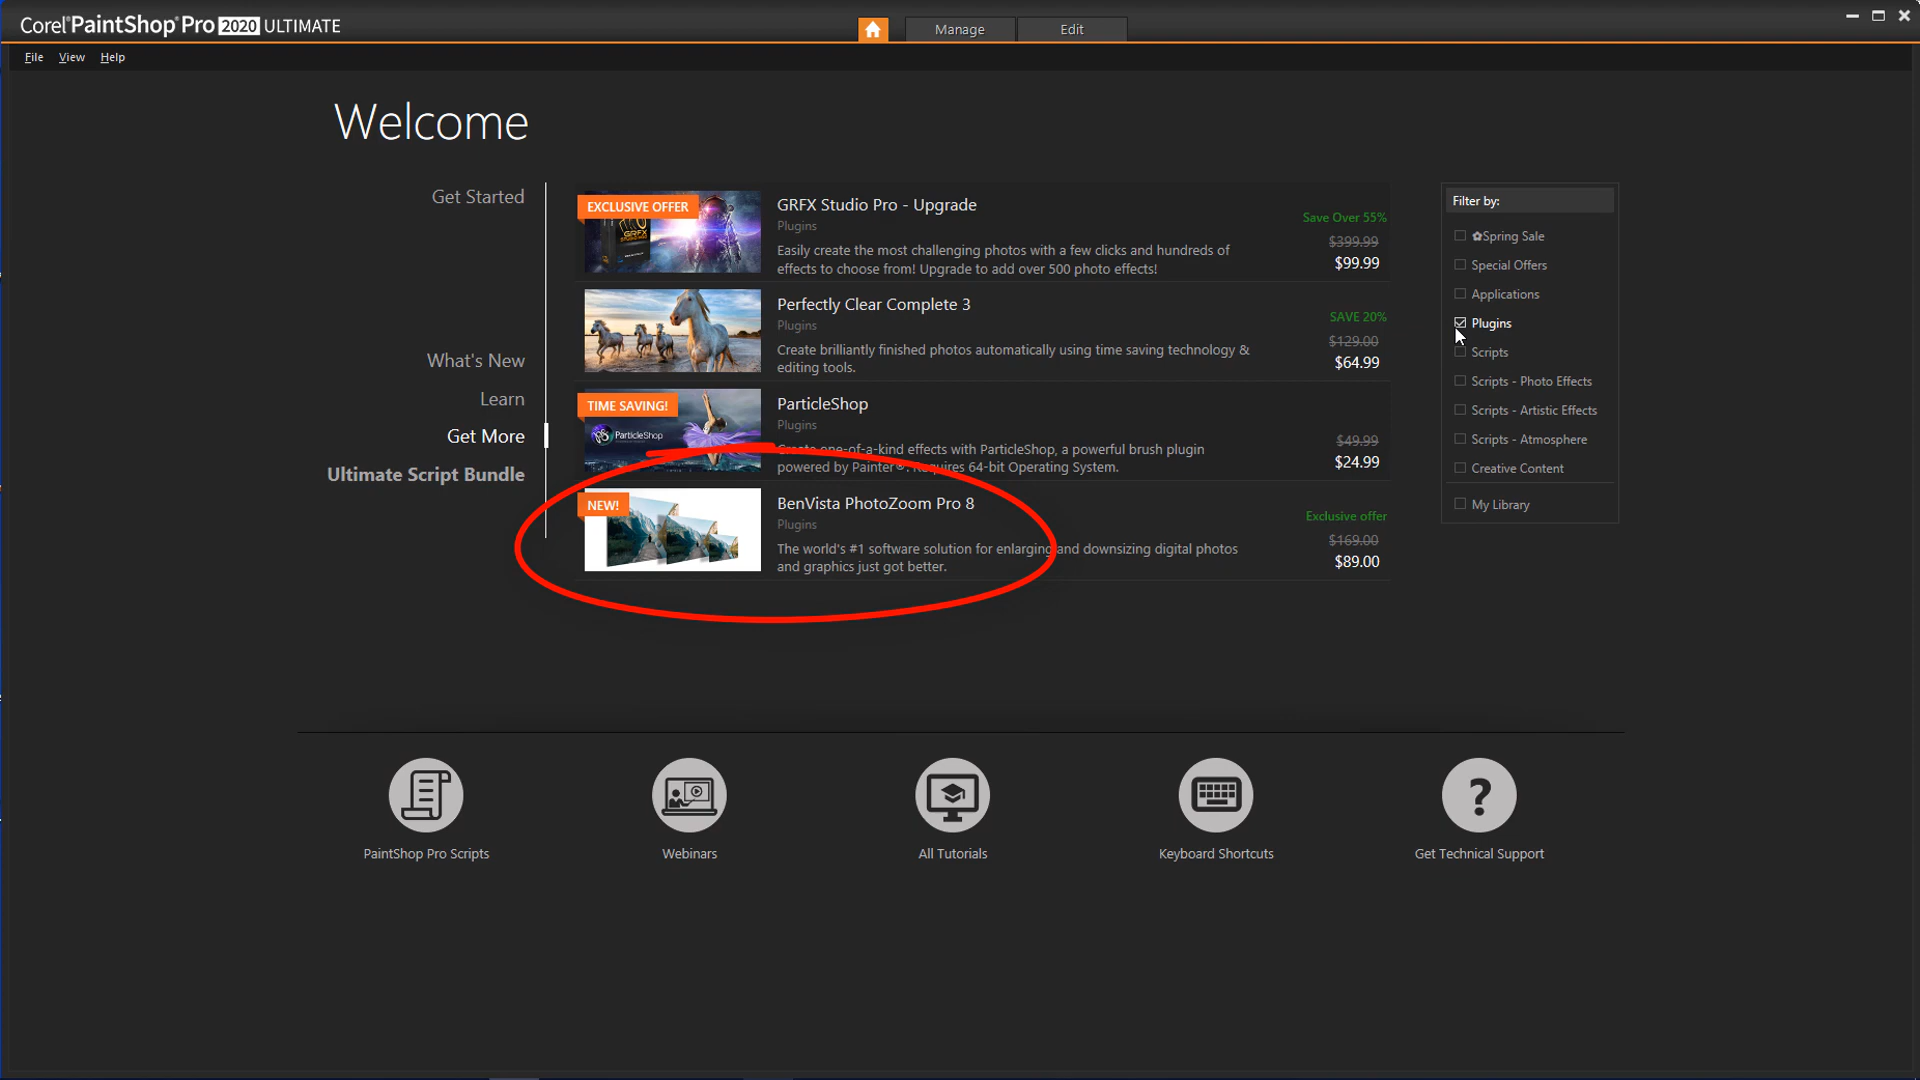 Corel® PaintShop® Pro 2020 ULTIMATE
Manage
Edit
File View Help
Welcome
Get Started
What's New
Learn
Get More
Ultimate Script Bundle
EXCLUSIVE OFFER
GRFX
GRFX Studio Pro - Upgrade
Plugins
Easily create the most challenging photos with a few clicks and hundreds of
effects to choose from! Upgrade to add over 500 photo effects!
Save Over 55%
$399.99
$99.99
Perfectly Clear Complete 3
Plugins
Create brilliantly finished photos automatically using time saving technology &
editing tools.
SAVE 20%
$129.00
$64.99
TIME SAVING!
ParticleShop
ParticleShop
Plugins
Create one-of-a-kind effects with ParticleShop, a powerful brush plugin
powered by Painter®. Requires 64-bit Operating System.
$49.99
$24.99
NEW!
BenVista PhotoZoom Pro 8
Plugins
The world's #1 software solution for enlarging and downsizing digital photos
and graphics just got better.
Exclusive offer
$169.00
$89.00
Filter by:
✿Spring Sale
Special Offers
Applications
Plugins
Scripts
Scripts - Photo Effects
Scripts - Artistic Effects
Scripts - Atmosphere
Creative Content
My Library
PaintShop Pro Scripts
Webinars
All Tutorials
Keyboard Shortcuts
?
Get Technical Support